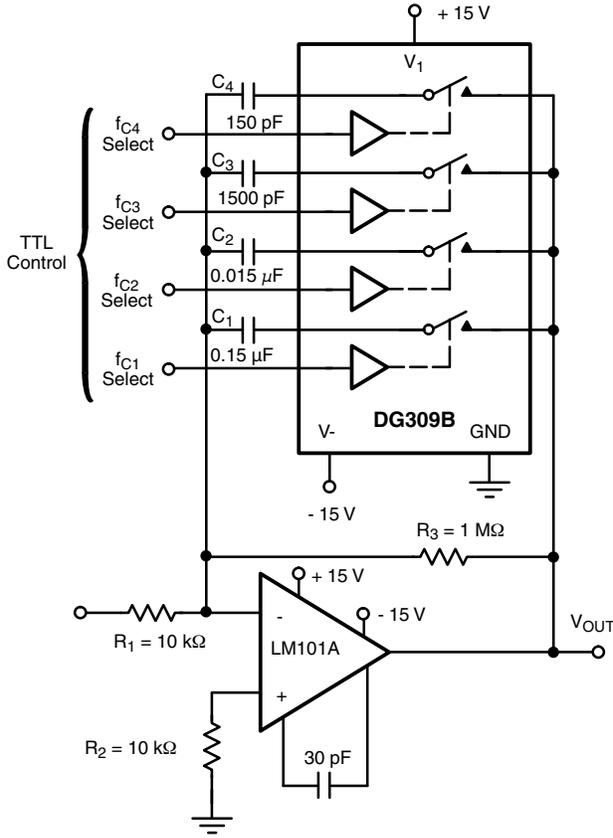 + 15 V
V1
C4
150 pF
fC4
Select
C3
1500 pF
fC3
Select
TTL
Control
C2
0.015 µF
fC2
Select
C1
0.15 µF
fC1
Select
DG309B
V-
GND
- 15 V
R3 = 1 MΩ
+ 15 V
- 15 V
-
LM101A
+
R1 = 10 kΩ
VOUT
R2 = 10 kΩ
30 pF